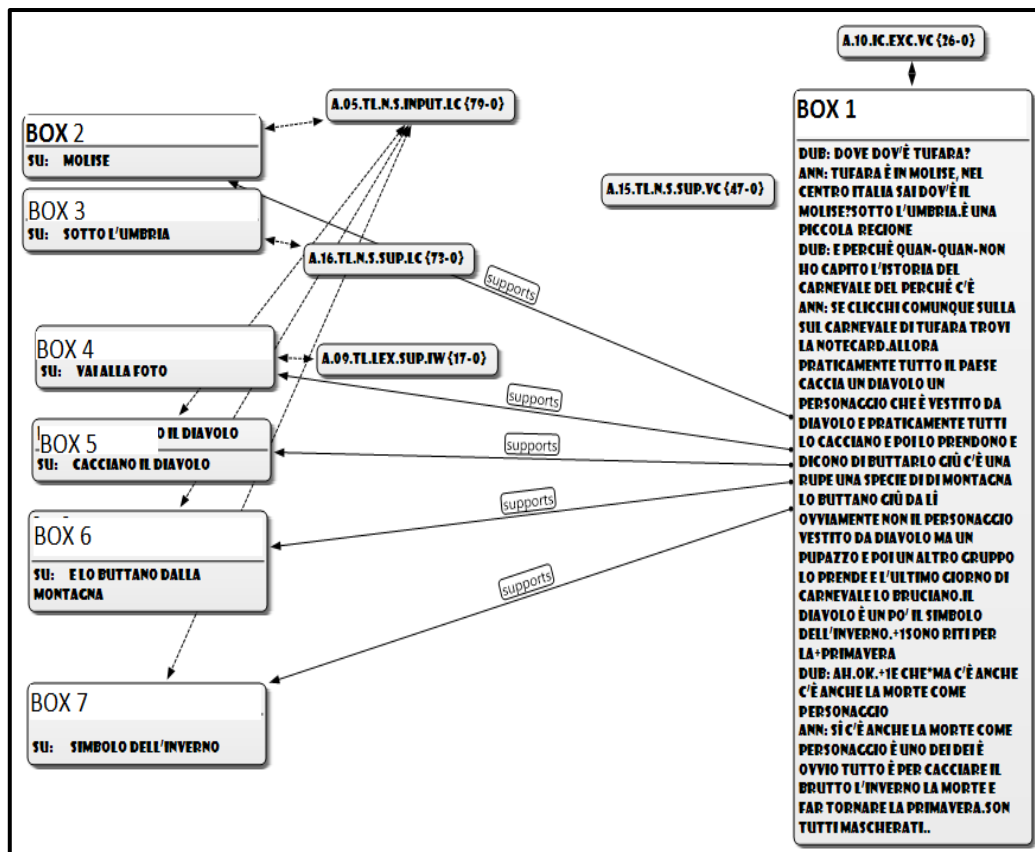 A.10.IC.EXC.VC {26-0}
A.05.TL.N.S.INPUT.LC {79-0}
BOX 1
BOX 2
SU: MOLISE
DUB: DOVE DOV'È TUFARA?
ANN: TUFARA È IN MOLISE, NEL
CENTRO ITALIA SAI DOV'È IL
MOLISE?SOTTO L'UMBRIA.È UNA
PICCOLA REGIONE
DUB: E PERCHÈ QUAN-QUAN-NON
HO CAPITO L'ISTORIA DEL
CARNEVALE DEL PERCHÉ C'È
ANN: SE CLICCHI COMUNQUE SULLA
SUL CARNEVALE DI TUFARA TROVI
LA NOTECARD.ALLORA
PRATICAMENTE TUTTO IL PAESE
CACCIA UN DIAVOLO UN
PERSONAGGIO CHE È VESTITO DA
DIAVOLO E PRATICAMENTE TUTTI
LO CACCIANO E POI LO PRENDONO E
DICONO DI BUTTARLO GIÙ C'È UNA
RUPE UNA SPECIE DI DI MONTAGNA
LO BUTTANO GIÙ DA LÌ
OVVIAMENTE NON IL PERSONAGGIO
VESTITO DA DIAVOLO MA UN
PUPAZZO E POI UN ALTRO GRUPPO
LO PRENDE E L'ULTIMO GIORNO DI
CARNEVALE LO BRUCIANO.IL
DIAVOLO È UN PO' IL SIMBOLO
DELL'INVERNO.+1SONO RITI PER
LA+PRIMAVERA
DUB: AH.OK.+1E CHE*MA C'È ANCHE
C'È ANCHE LA MORTE COME
PERSONAGGIO
ANN: SÌ C'È ANCHE LA MORTE COME
PERSONAGGIO È UNO DEI DEI È
OVVIO TUTTO È PER CACCIARE IL
BRUTTO L'INVERNO LA MORTE E
FAR TORNARE LA PRIMAVERA.SON
TUTTI MASCHERATI..
A.15.TL.N.S.SUP.VC {47-0}
BOX 3
SU: SOTTO L'UMBRIA
A.16.TL.N.S.SUP.LC {73-0}
supports
BOX 4
SU: VAI ALLA FOTO
A.09.TL.LEX.SUP.IW {17-0}
supports
BOX 5
O IL DIAVOLO
SU: CACCIANO IL DIAVOLO
supports
BOX 6
SU: E LO BUTTANO DALLA
MONTAGNA
supports
supports
BOX 7
SU: SIMBOLO DELL'INVERNO